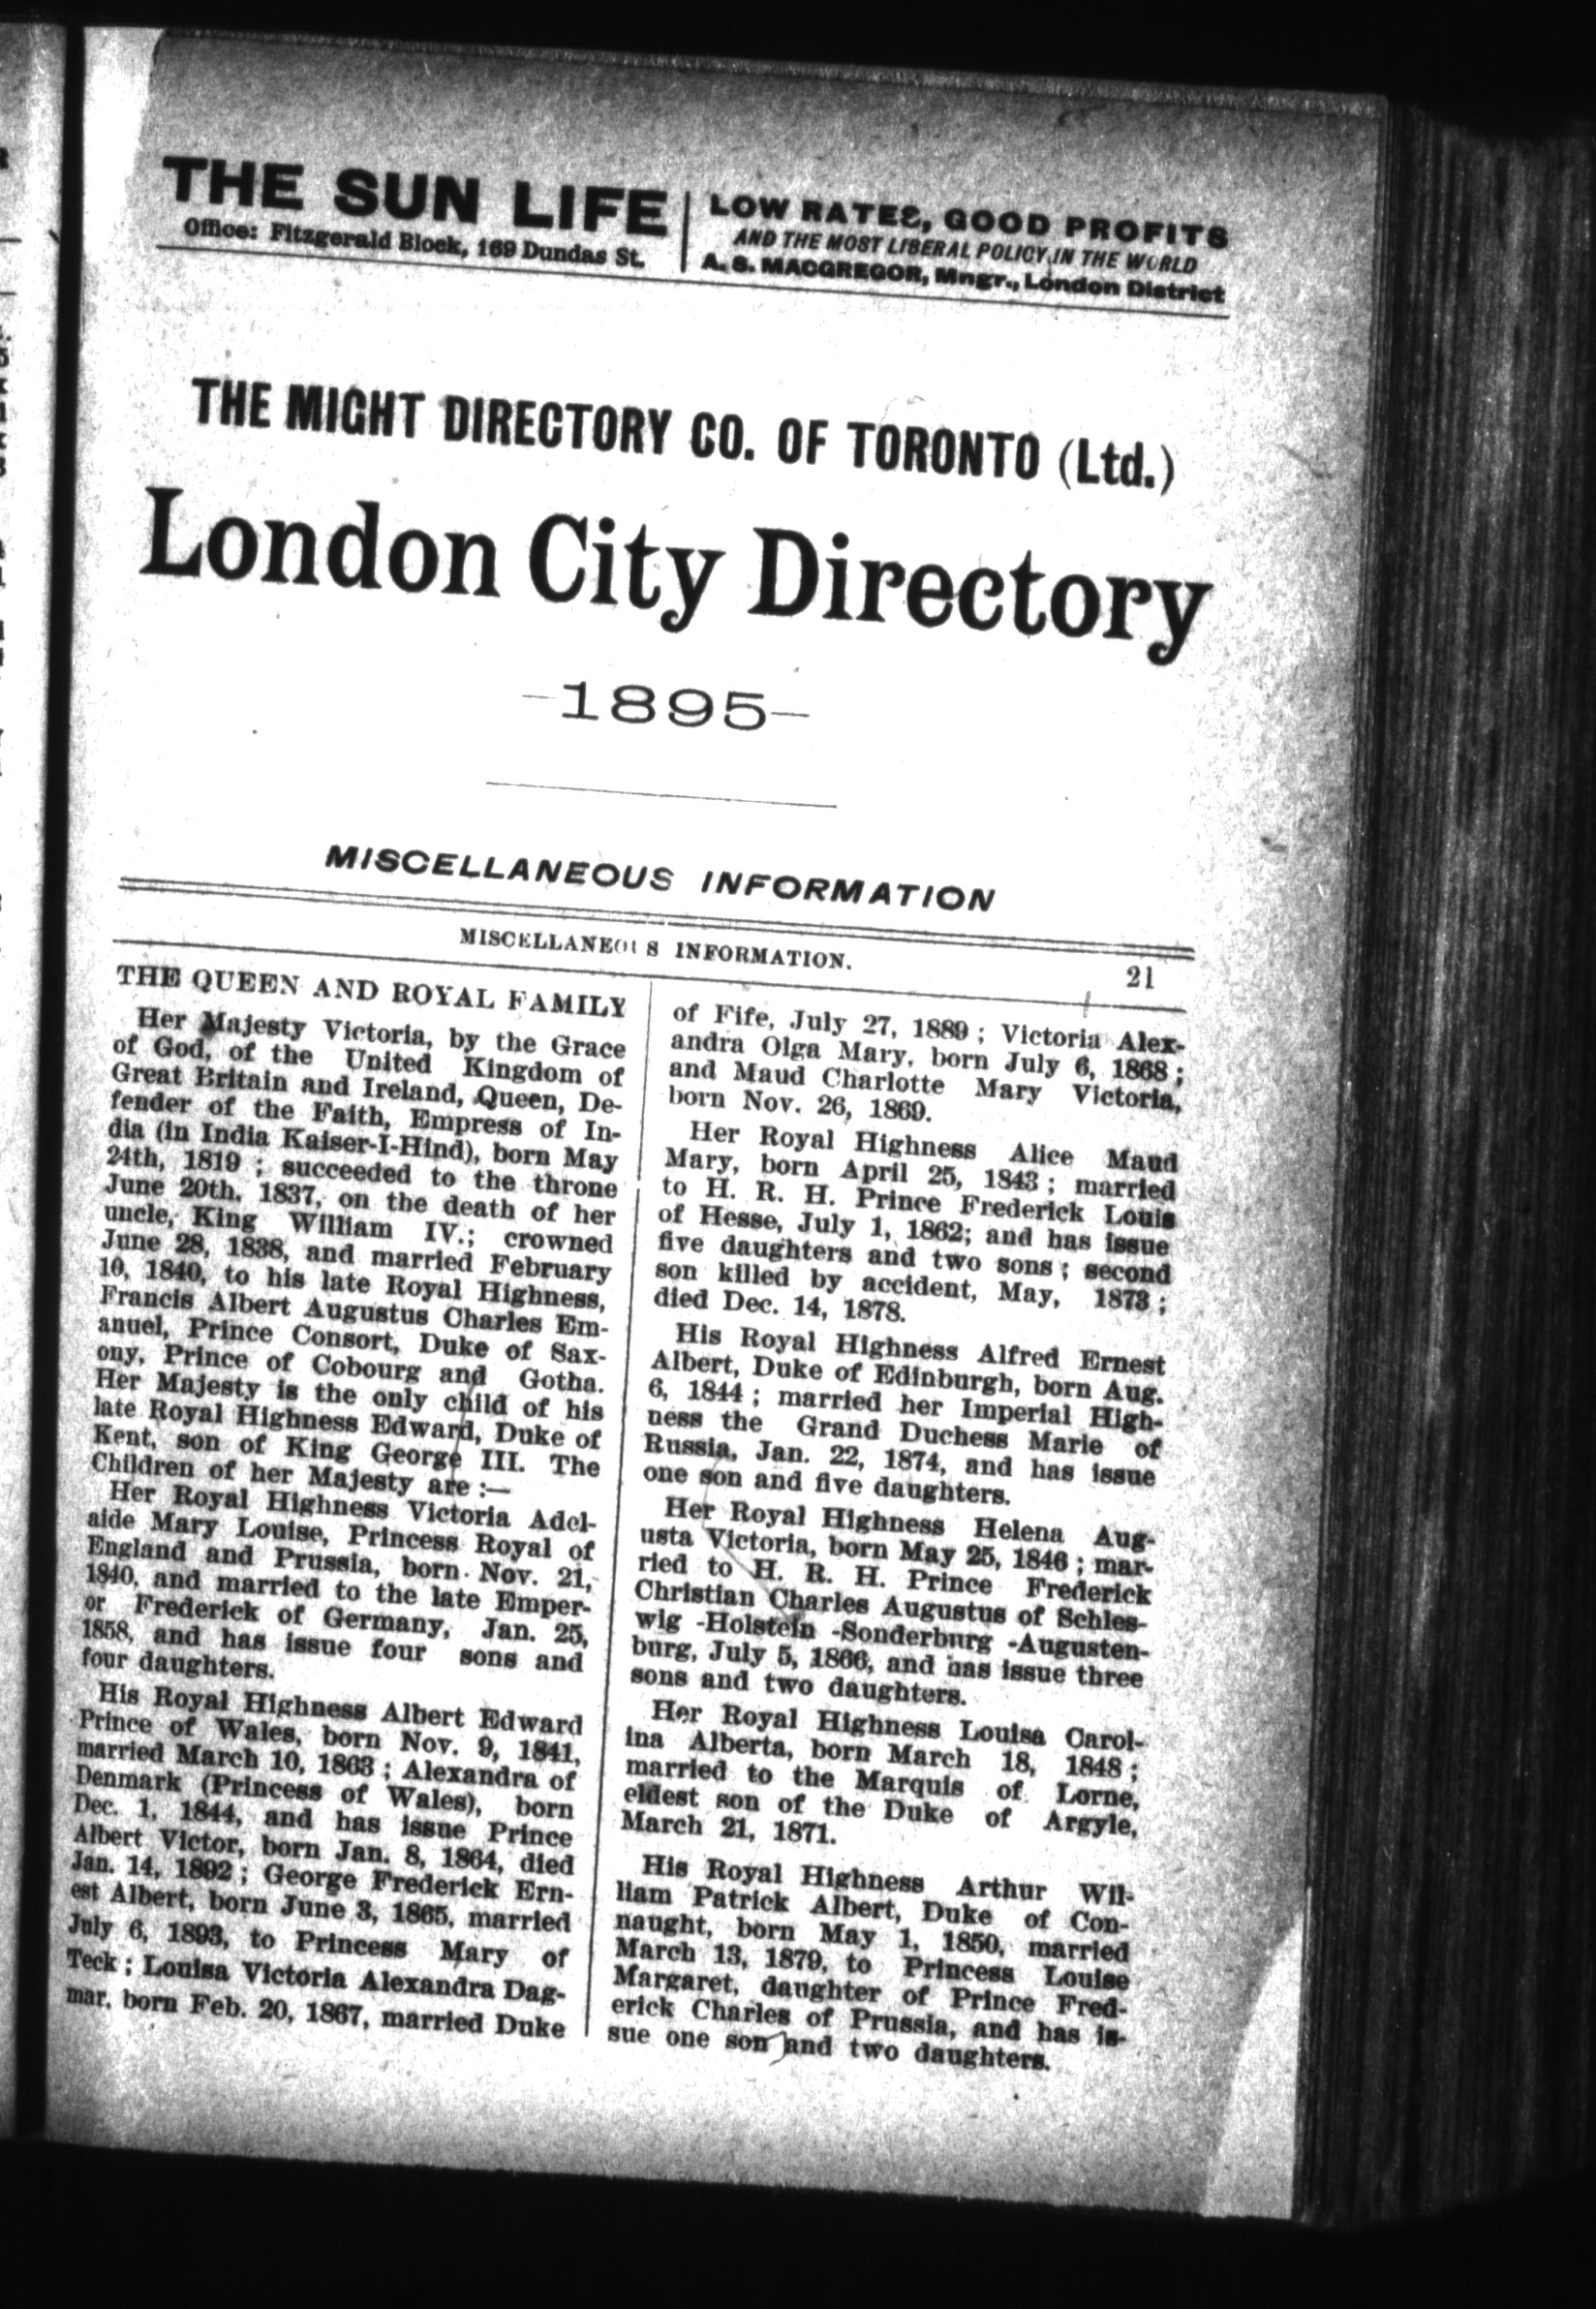 THE SUN LIFE
Office: Fitzgerald Block, 169 Dundas St.
LOW RATES, GOOD PROFITS
AND THE MOST LIBERAL POLICY IN THE WORLD
A. S. MACGREGOR, Mngr., London District
THE MIGHT DIRECTORY CO. OF TORONTO (Ltd.)
London City Directory
-1895-
MISCELLANEOUS INFORMATION
MISCELLANEOUS INFORMATION. 21
THE QUEEN AND ROYAL FAMILY
Her Majesty Victoria, by the Grace
of God, of the United Kingdom of
Great Britain and Ireland, Queen, De-
fender of the Faith, Empress of In-
dia (in India Kaiser-I-Hind), born May
24th, 1819 ; succeeded to the throne
June 20th, 1837, on the death of her
uncle, King William IV.; crowned
June 28, 1838, and married February
10, 1840, to his late Royal Highness,
Francis Albert Augustus Charles Em-
anuel, Prince Consort, Duke of Sax-
ony, Prince of Cobourg and Gotha.
Her Majesty is the only child of his
late Royal Highness Edward, Duke of
Kent, son of King George III. The
Children of her Majesty are :—
Her Royal Highness Victoria Adel-
aide Mary Louise, Princess Royal of
England and Prussia, born Nov. 21,
1840, and married to the late Emper-
or Frederick of Germany, Jan. 25,
1858, and has issue four sons and
four daughters.
His Royal Highness Albert Edward
Prince of Wales, born Nov. 9, 1841,
married March 10, 1863 ; Alexandra of
Denmark (Princess of Wales), born
Dec. 1, 1844, and has issue Prince
Albert Victor, born Jan. 8, 1864, died
Jan. 14, 1892 ; George Frederick Ern-
est Albert, born June 3, 1865, married
July 6, 1893, to Princess Mary of
Teck ; Louisa Victoria Alexandra Dag-
mar, born Feb. 20, 1867, married Duke
of Fife, July 27, 1889 ; Victoria Alex-
andra Olga Mary, born July 6, 1868 ;
and Maud Charlotte Mary Victoria,
born Nov. 26, 1869.
Her Royal Highness Alice Maud
Mary, born April 25, 1843 ; married
to H. R. H. Prince Frederick Louis
of Hesse, July 1, 1862; and has issue
five daughters and two sons ; second
son killed by accident, May, 1873 ;
died Dec. 14, 1878.
His Royal Highness Alfred Ernest
Albert, Duke of Edinburgh, born Aug.
6, 1844 ; married her Imperial High-
ness the Grand Duchess Marie of
Russia, Jan. 22, 1874, and has issue
one son and five daughters.
Her Royal Highness Helena Aug-
usta Victoria, born May 25, 1846 ; mar-
ried to H. R. H. Prince Frederick
Christian Charles Augustus of Schles-
wig -Holstein -Sonderburg -Augusten-
burg, July 5, 1866, and has issue three
sons and two daughters.
Her Royal Highness Louisa Carol-
ina Alberta, born March 18, 1848 ;
married to the Marquis of Lorne,
eldest son of the Duke of Argyle,
March 21, 1871.
His Royal Highness Arthur Wil-
liam Patrick Albert, Duke of Con-
naught, born May 1, 1850, married
March 13, 1879, to Princess Louise
Margaret, daughter of Prince Fred-
erick Charles of Prussia, and has is-
sue one son and two daughters.